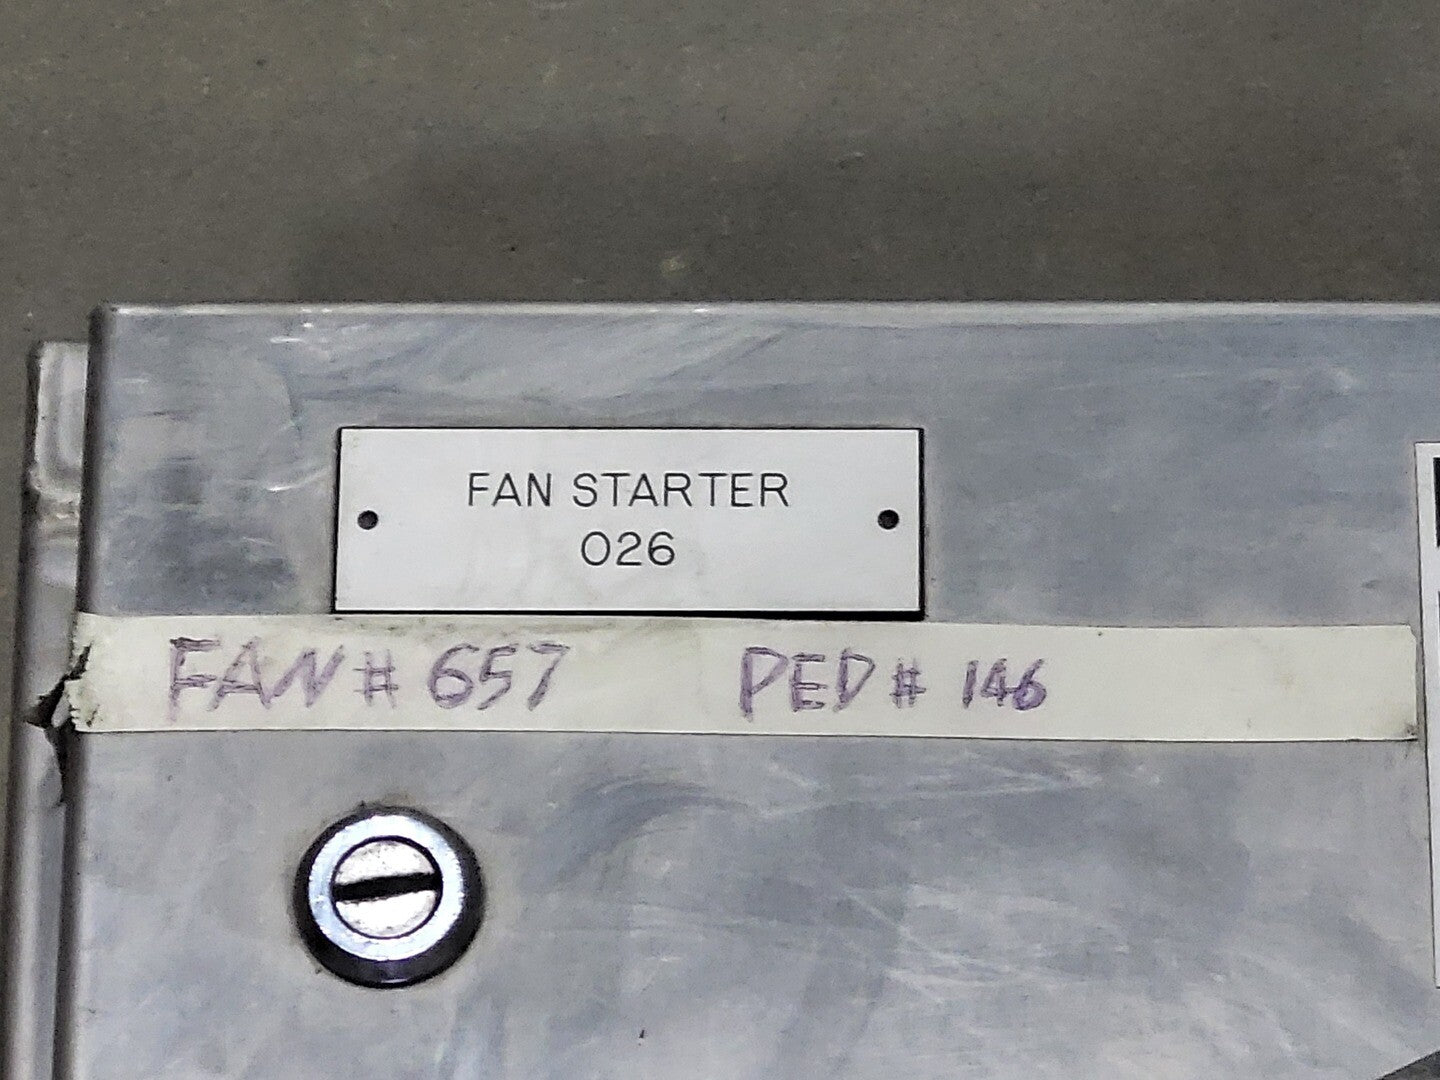 FAN STARTER
026
FAN # 657 PED # 146